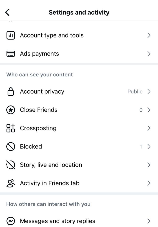 Settings and activity
Account type and tools
Ads payments
Who can see your content
Account privacy
Public
Close Friends
0
Crossposting
Blocked
Story, live and location
Activity in Friends tab
How others can interact with you
Messages and story replies